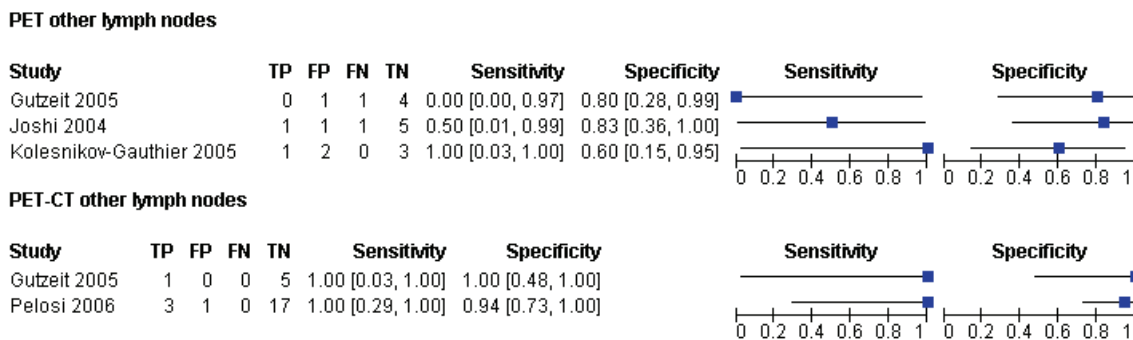 PET other lymph nodes
Study TP FP FN TN Sensitivity Specificity Sensitivity Specificity
Gutzeit 2005 0 1 1 4 0.00 [0.00, 0.97] 0.80 [0.28, 0.99]
Joshi 2004 1 1 1 5 0.50 [0.01, 0.99] 0.83 [0.36, 1.00]
Kolesnikov-Gauthier 2005 1 2 0 3 1.00 [0.03, 1.00] 0.60 [0.15, 0.95]
0 0.2 0.4 0.6 0.8 1 0 0.2 0.4 0.6 0.8 1
PET-CT other lymph nodes
Study TP FP FN TN Sensitivity Specificity Sensitivity Specificity
Gutzeit 2005 1 0 0 5 1.00 [0.03, 1.00] 1.00 [0.48, 1.00]
Pelosi 2006 3 1 0 17 1.00 [0.29, 1.00] 0.94 [0.73, 1.00]
0 0.2 0.4 0.6 0.8 1 0 0.2 0.4 0.6 0.8 1